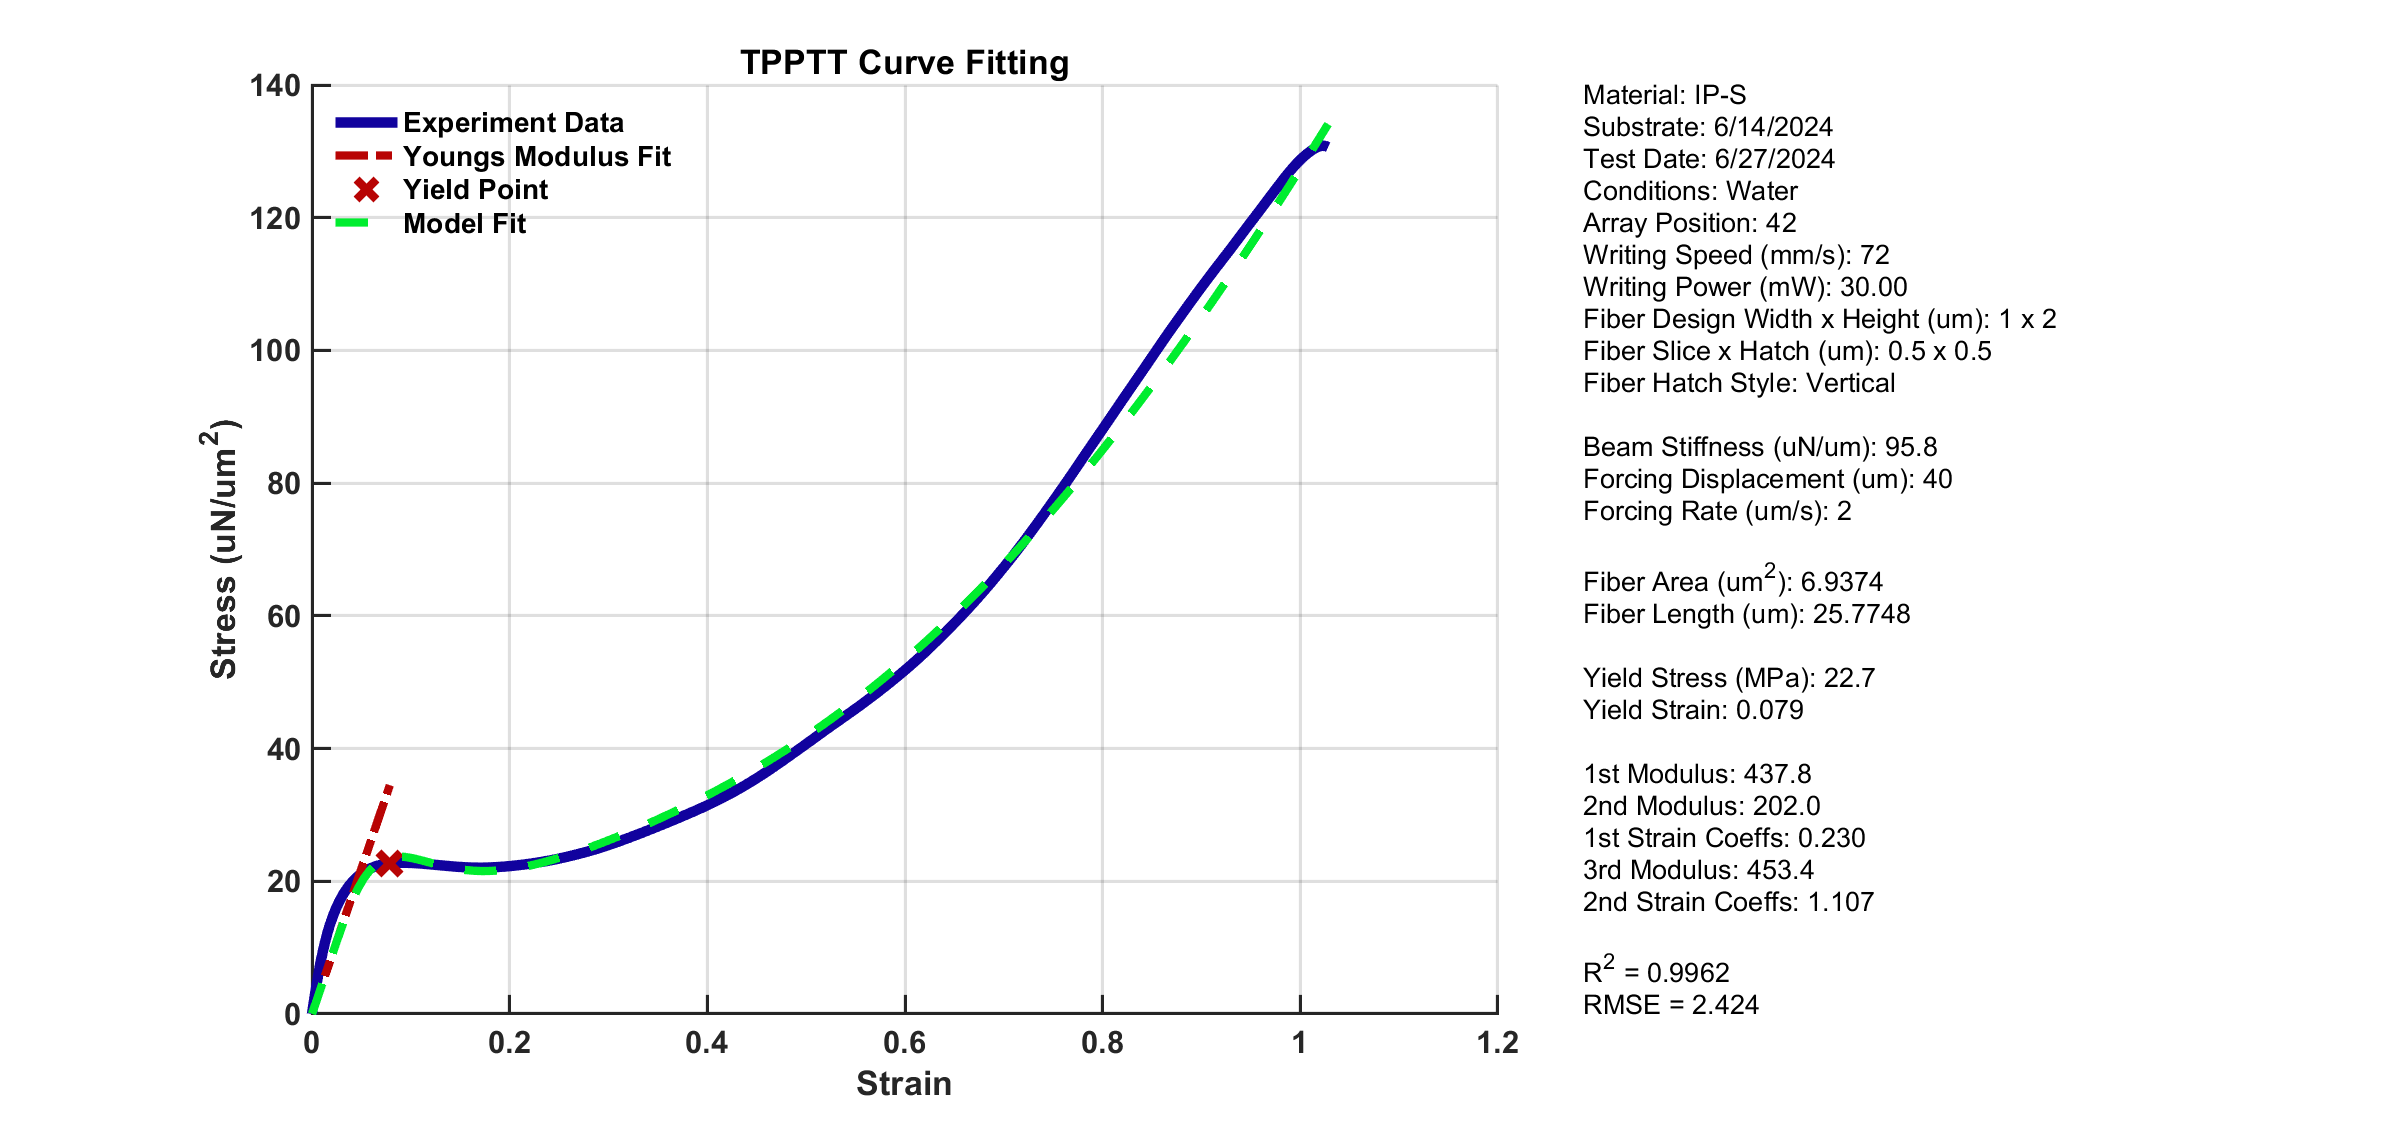 TPPTT Curve Fitting
140
120
100
80
60
40
20
0
Stress (uN/um²)
Experiment Data
Youngs Modulus Fit
Yield Point
Model Fit
0 0.2 0.4 0.6 0.8 1 1.2
Strain
Material: IP-S
Substrate: 6/14/2024
Test Date: 6/27/2024
Conditions: Water
Array Position: 42
Writing Speed (mm/s): 72
Writing Power (mW): 30.00
Fiber Design Width x Height (um): 1 x 2
Fiber Slice x Hatch (um): 0.5 x 0.5
Fiber Hatch Style: Vertical
Beam Stiffness (uN/um): 95.8
Forcing Displacement (um): 40
Forcing Rate (um/s): 2
Fiber Area (um²): 6.9374
Fiber Length (um): 25.7748
Yield Stress (MPa): 22.7
Yield Strain: 0.079
1st Modulus: 437.8
2nd Modulus: 202.0
1st Strain Coeffs: 0.230
3rd Modulus: 453.4
2nd Strain Coeffs: 1.107
R² = 0.9962
RMSE = 2.424